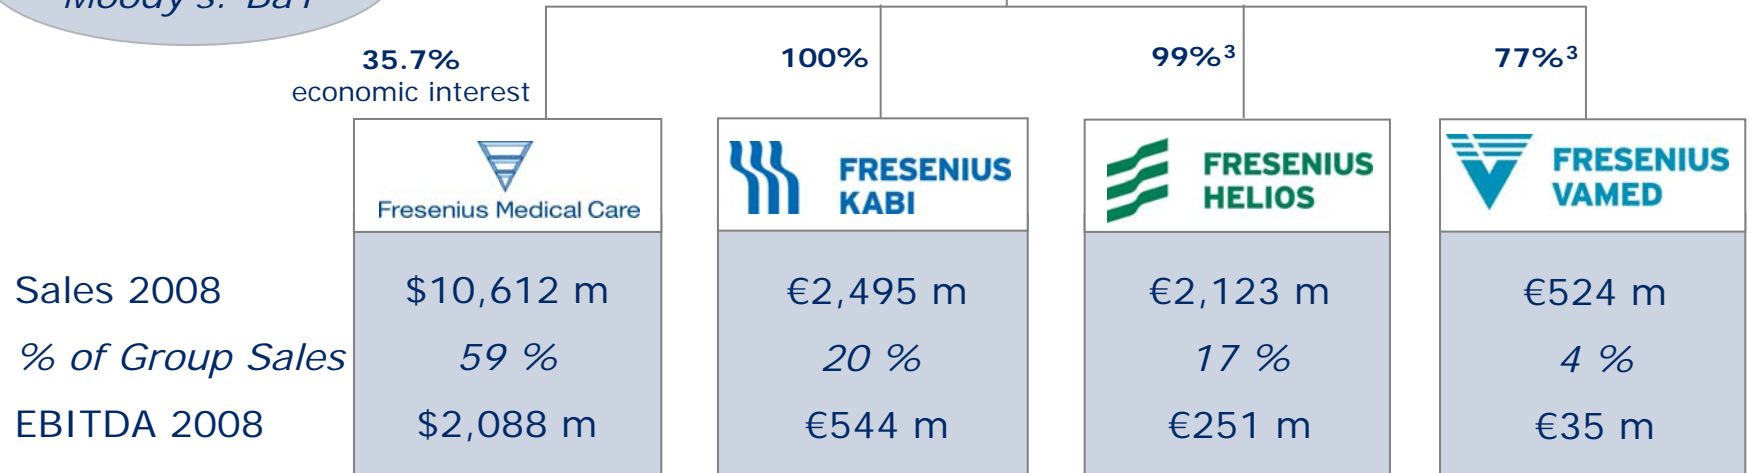 Moody's: Ba1
35.7%
economic interest
100%
99%³
77%³
Fresenius Medical Care
FRESENIUS
KABI
FRESENIUS
HELIOS
FRESENIUS
VAMED
Sales 2008 $10,612 m €2,495 m €2,123 m €524 m
% of Group Sales 59 % 20 % 17 % 4 %
EBITDA 2008 $2,088 m €544 m €251 m €35 m